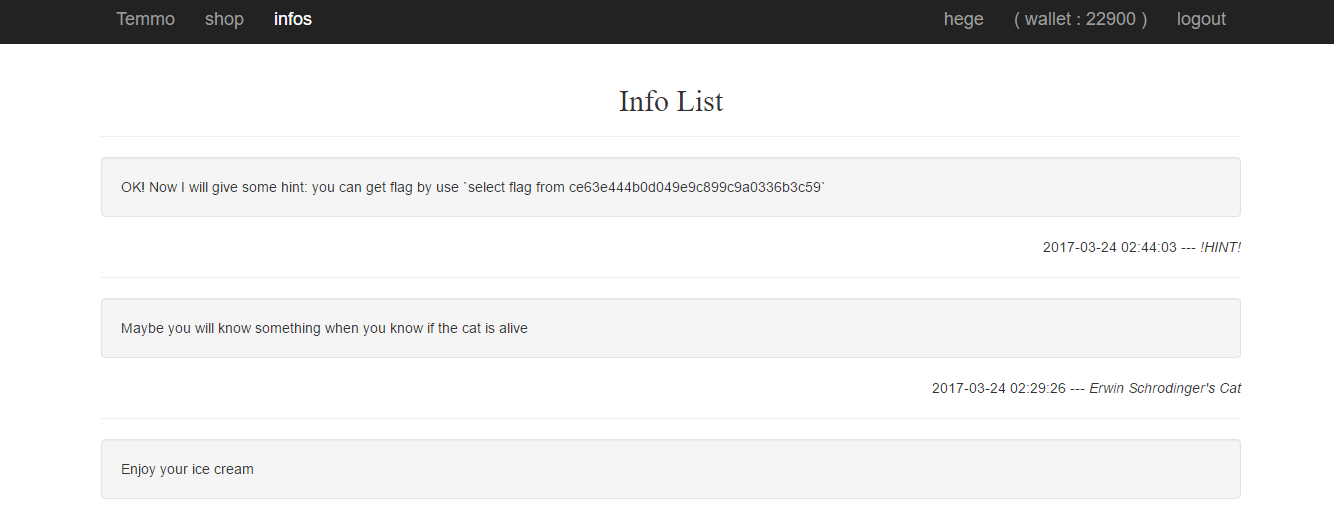 Temmo shop infos hege ( wallet : 22900 ) logout
Info List
OK! Now I will give some hint: you can get flag by use `select flag from ce63e444b0d049e9c899c9a0336b3c59`
2017-03-24 02:44:03 --- !HINT!
Maybe you will know something when you know if the cat is alive
2017-03-24 02:29:26 --- Erwin Schrodinger's Cat
Enjoy your ice cream